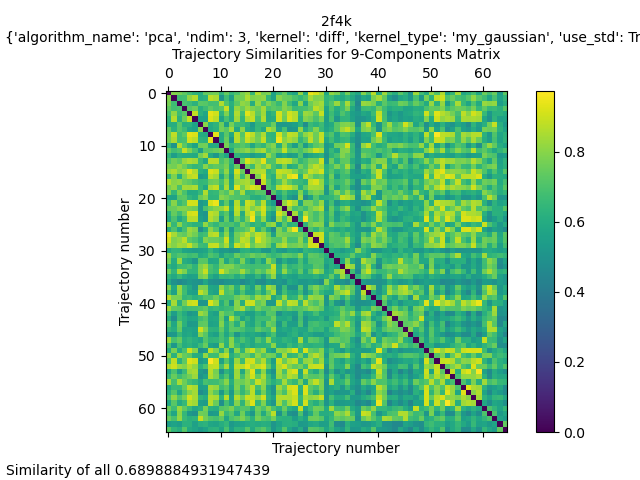 2f4k
{'algorithm_name': 'pca', 'ndim': 3, 'kernel': 'diff', 'kernel_type': 'my_gaussian', 'use_std': Tr
Trajectory Similarities for 9-Components Matrix
0 10 20 30 40 50 60
0
10
20
30
40
50
60
Trajectory number
0.8
0.6
0.4
0.2
0.0
Trajectory number
Similarity of all 0.6898884931947439